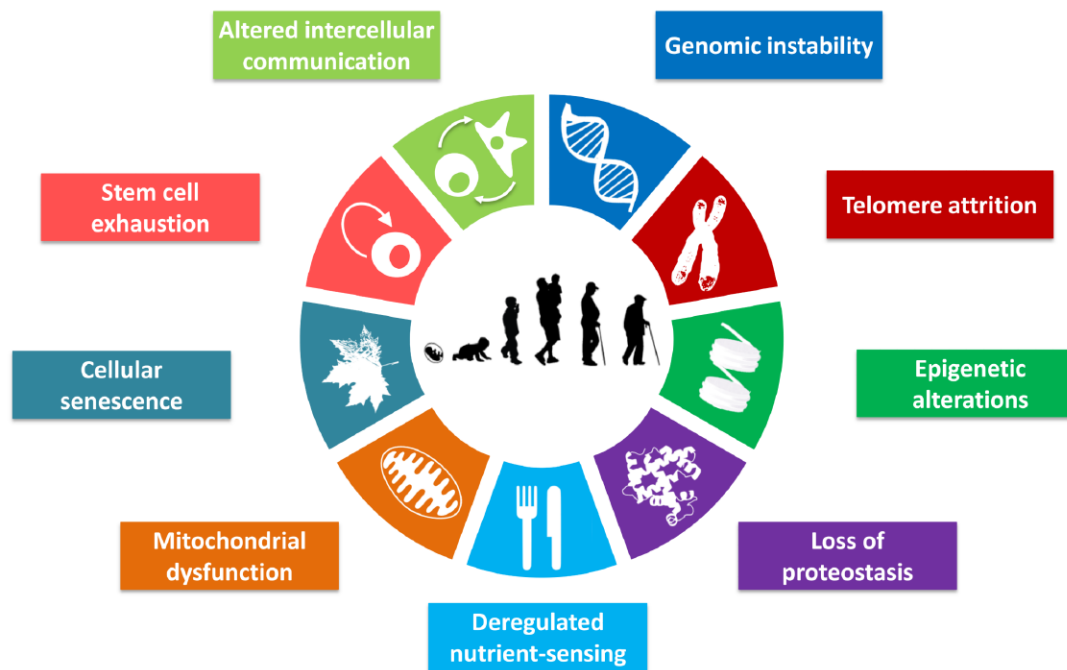 Altered intercellular
communication
Genomic instability
Stem cell
exhaustion
Telomere attrition
Cellular
senescence
Epigenetic
alterations
Mitochondrial
dysfunction
Loss of
proteostasis
Deregulated
nutrient-sensing